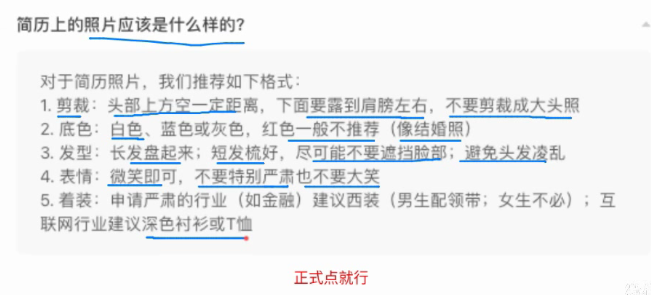 简历上的照片应该是什么样的?
对于简历照片，我们推荐如下格式：
1. 剪裁：头部上方空一定距离，下面要露到肩膀左右，不要剪裁成大头照
2. 底色：白色、蓝色或灰色，红色一般不推荐（像结婚照）
3. 发型：长发盘起来；短发梳好，尽可能不要遮挡脸部；避免头发凌乱
4. 表情：微笑即可，不要特别严肃也不要大笑
5. 着装：申请严肃的行业（如金融）建议西装（男生配领带；女生不必）；互
联网行业建议深色衬衫或T恤
正式点就行